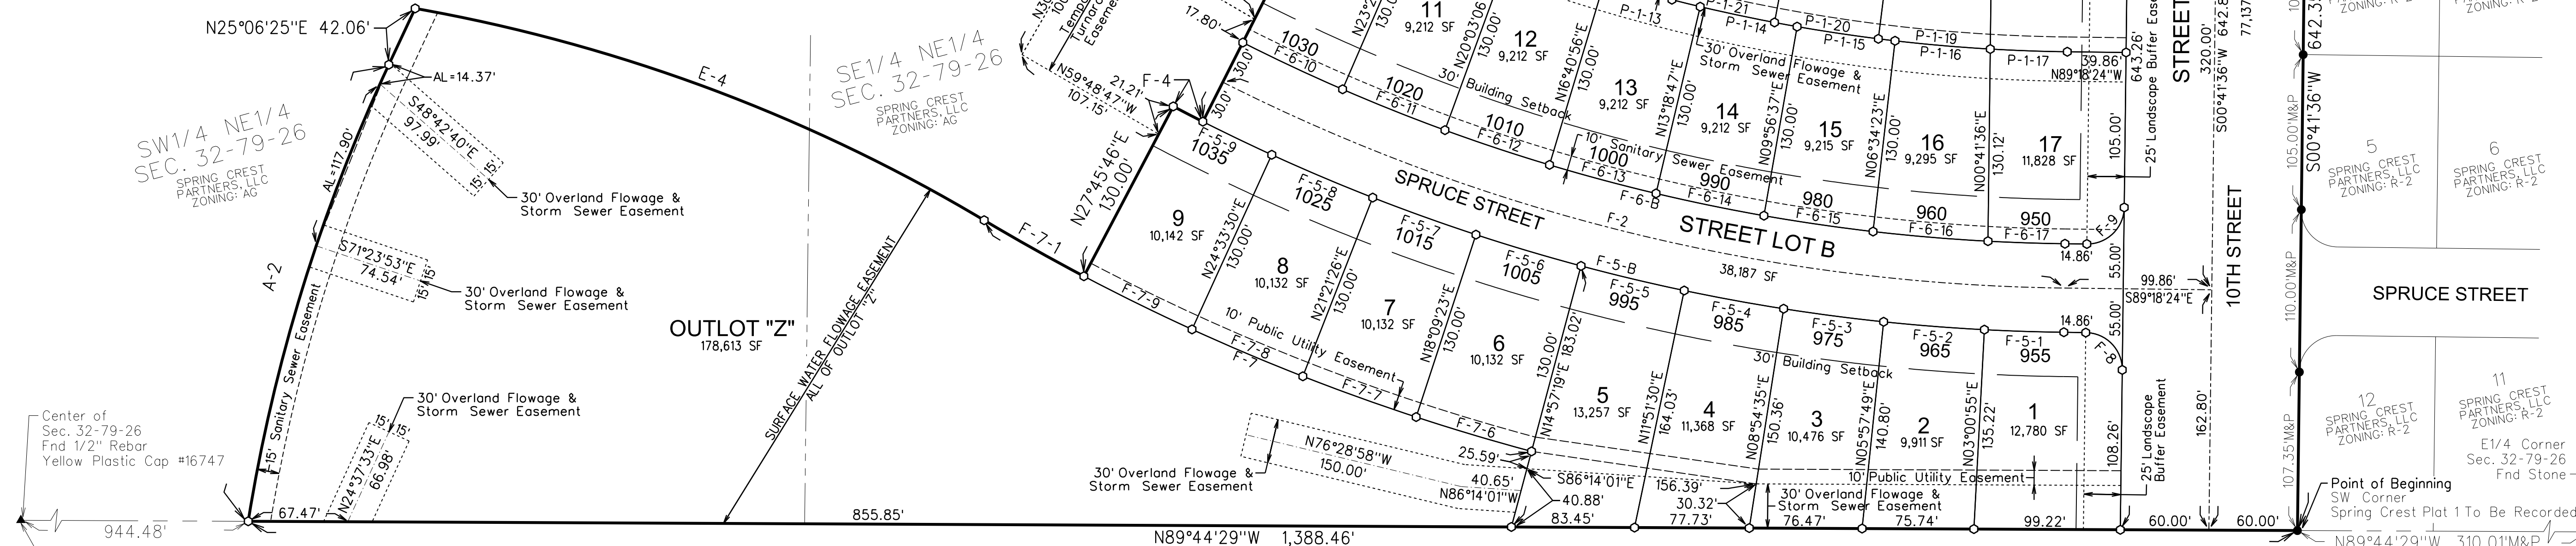 N25°06'25"E 42.06'
AL=14.37'
SW1/4 NE1/4
SEC. 32-79-26
SPRING CREST
PARTNERS, LLC
ZONING: AG
AL=117.90'
A-2
S48°42'40"E
97.99'
15' 15'
30' Overland Flowage &
Storm Sewer Easement
S71°23'53"E
74.54'
15' 15'
30' Overland Flowage &
Storm Sewer Easement
15' Sanitary Sewer Easement
15' 15'
N24°37'33"E
66.98'
30' Overland Flowage &
Storm Sewer Easement
Center of
Sec. 32-79-26
Fnd 1/2" Rebar
Yellow Plastic Cap #16747
944.48'
67.47'
E-4
SE1/4 NE1/4
SEC. 32-79-26
SPRING CREST
PARTNERS, LLC
ZONING: AG
OUTLOT "Z"
178,613 SF
SURFACE WATER FLOWAGE EASEMENT
ALL OF OUTLOT "Z"
855.85'
N89°44'29"W 1,388.46'
F-7-1
N27°45'46"E
130.00'
N59°48'47"W
107.15'
21.21'
F-4
17.80'
30.0'
30.0'
F-5-9
1035
9
10,142 SF
F-7-9
N24°33'30"E
130.00'
F-5-8
1025
8
10,132 SF
10' Public Utility Easement
F-7-8
F-7
N21°21'26"E
130.00'
F-5-7
1015
7
10,132 SF
F-7-7
N18°09'23"E
130.00'
F-5-6
1005
6
10,132 SF
F-7-6
N14°57'19"E 183.02'
130.00'
F-5-B
F-5-5
995
5
13,257 SF
N11°51'30"E
164.03'
F-5-4
985
4
11,368 SF
N08°54'35"E
150.36'
F-5-3
975
3
10,476 SF
30' Building Setback
N05°57'49"E
140.80'
F-5-2
965
2
9,911 SF
N03°00'55"E
135.22'
F-5-1
955
1
12,780 SF
14.86'
F-8
55.00'
108.26'
25' Landscape
Buffer Easement
162.80'
N76°28'58"W
150.00'
30' Overland Flowage &
Storm Sewer Easement
25.59'
40.65'
N86°14'01"W
S86°14'01"E 156.39'
40.88'
30.32'
10' Public Utility Easement
30' Overland Flowage &
Storm Sewer Easement
83.45'
77.73'
76.47'
75.74'
99.22'
60.00'
60.00'
1030
F-6-10
11
9,212 SF
1020
F-6-11
30' Building Setback
N20°03'06
130.00'
12
9,212 SF
1010
F-6-12
N16°40'56"E
130.00'
13
9,212 SF
10' Sanitary Sewer Easement
1000
F-6-13
N13°18'47"E
130.00'
14
9,212 SF
30' Overland Flowage &
Storm Sewer Easement
990
F-6-B
F-6-14
N09°56'37"E
130.00'
15
9,215 SF
980
F-6-15
N06°34'23"E
130.00'
16
9,295 SF
960
F-6-16
N00°41'36"E
130.12'
17
11,828 SF
950
F-6-17
14.86'
F-9
P-1-13
P-1-21
P-1-14
P-1-20
P-1-15
P-1-19
P-1-16
P-1-17
39.86'
N89°18'24"W
643.26'
105.00'
55.00'
SPRUCE STREET
F-2
STREET LOT B
38,187 SF
99.86'
S89°18'24"E
STREET
10TH STREET
320.00'
S00°41'36"W
77,137
S00°41'36"W
105.00'M&P
110.00'M&P
107.35'M&P
5
SPRING CREST
PARTNERS, LLC
ZONING: R-2
6
SPRING CREST
PARTNERS, LLC
ZONING: R-2
SPRUCE STREET
12
SPRING CREST
PARTNERS, LLC
ZONING: R-2
11
SPRING CREST
PARTNERS, LLC
ZONING: R-2
E1/4 Corner
Sec. 32-79-26
Fnd Stone
Point of Beginning
SW Corner
Spring Crest Plat 1 To Be Recorded
N89°44'29"W 310.01'M&P